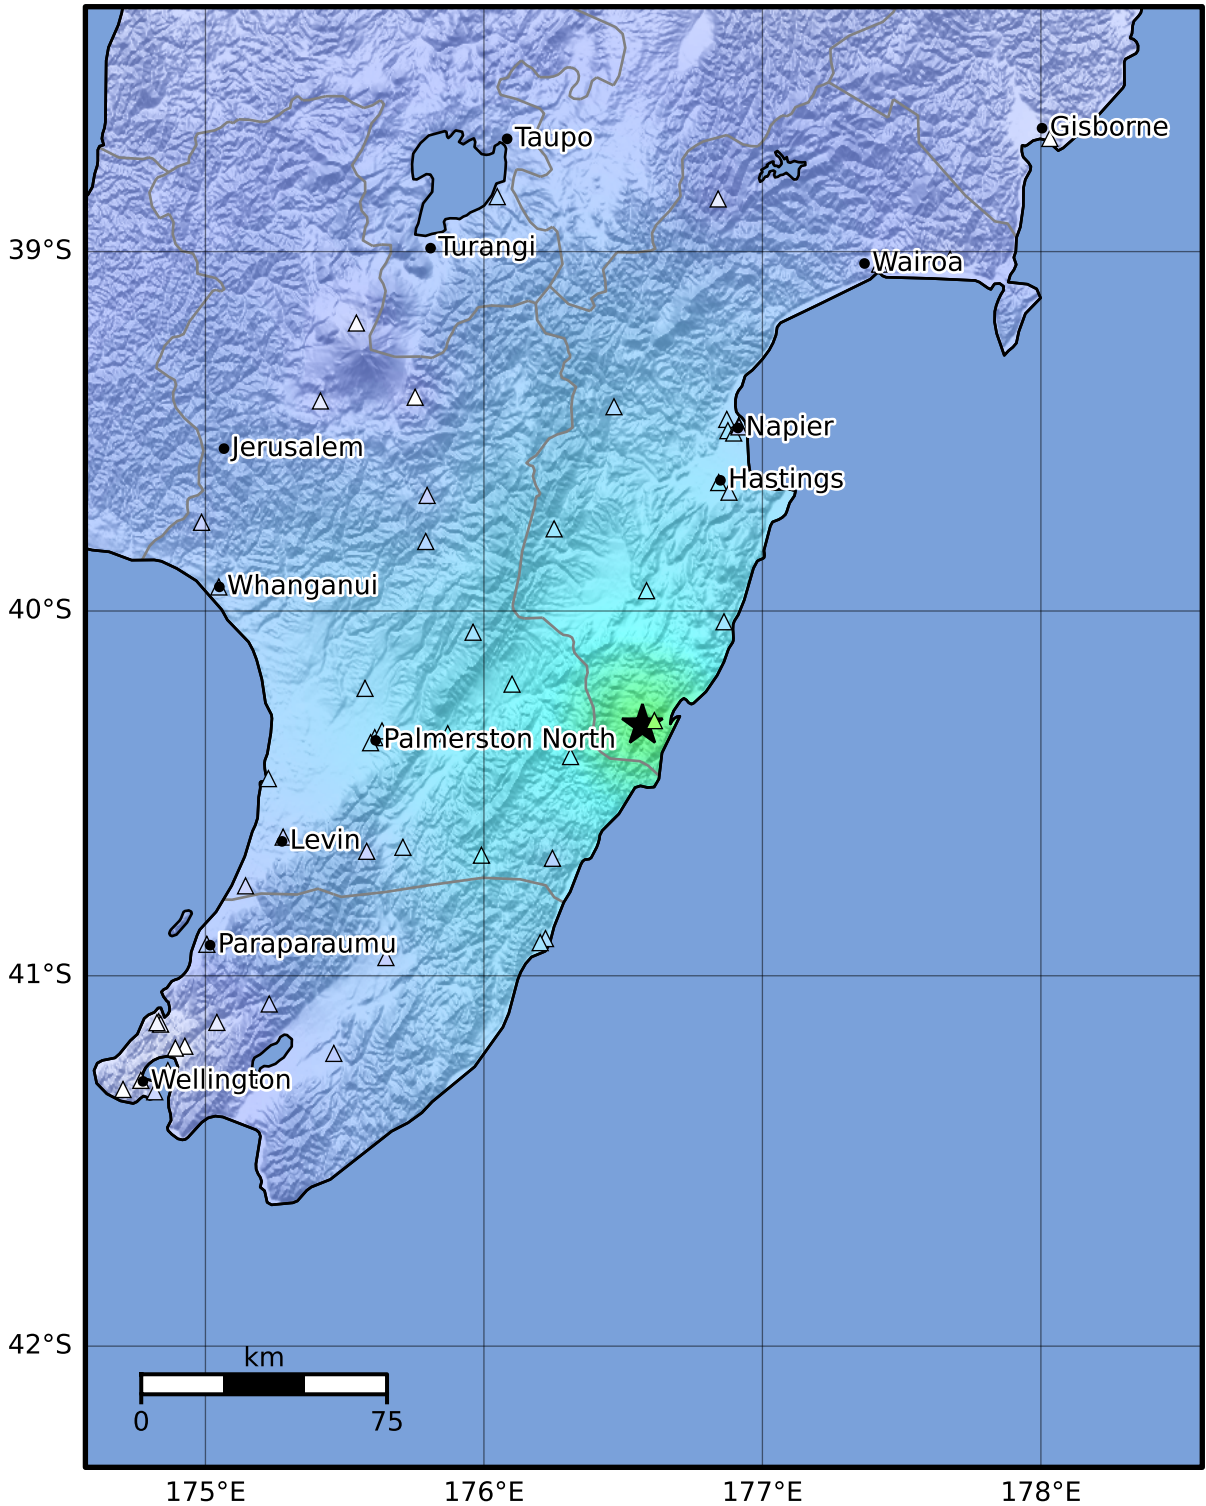 Gisborne
Taupo
39°S
Turangi
Wairoa
Napier
Jerusalem
Hastings
40°S
Whanganui
Palmerston North
Levin
Paraparaumu
41°S
Wellington
42°S
km
0 75
175°E 176°E 177°E 178°E